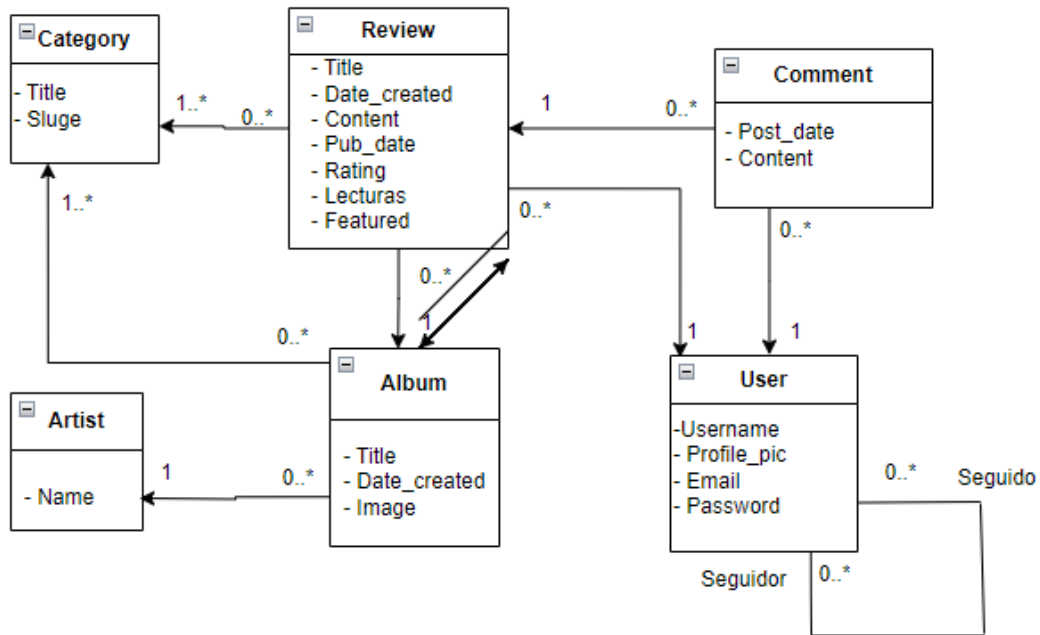 Category
- Title
- Sluge
1..*
0..*
Review
- Title
- Date_created
- Content
- Pub_date
- Rating
- Lecturas
- Featured
1
0..*
Comment
- Post_date
- Content
1..*
0..*
0..*
0..*
0..*
1
1
1
Album
- Title
- Date_created
- Image
Artist
- Name
1
0..*
User
-Username
- Profile_pic
- Email
- Password
0..*
Seguido
Seguidor
0..*